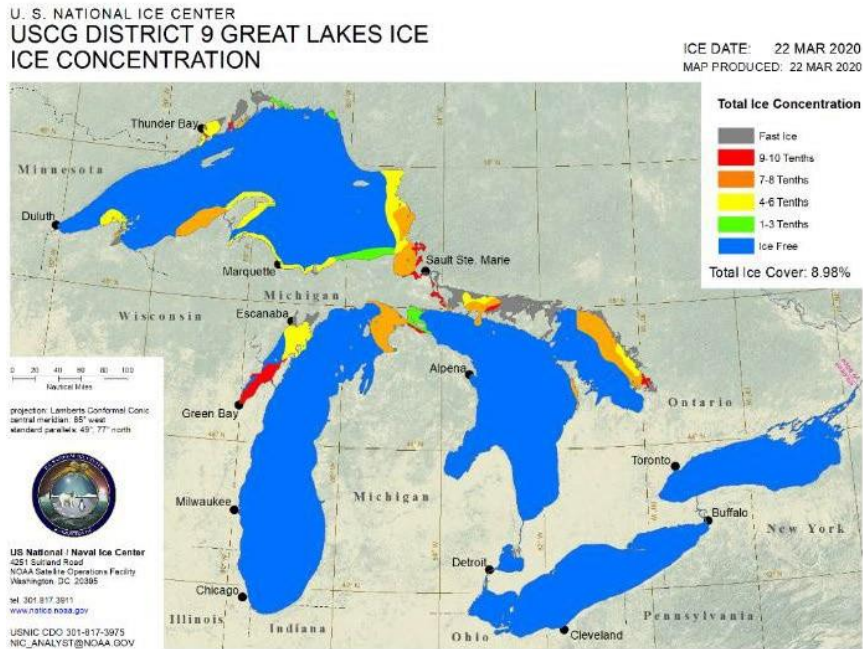 U. S. NATIONAL ICE CENTER
USCG DISTRICT 9 GREAT LAKES ICE
ICE CONCENTRATION
ICE DATE: 22 MAR 2020
MAP PRODUCED: 22 MAR 2020
Total Ice Concentration
Fast Ice
9-10 Tenths
7-8 Tenths
4-6 Tenths
1-3 Tenths
Ice Free
Total Ice Cover: 8.98%
Thunder Bay
Minnesota
Duluth
Marquette
Sault Ste. Marie
Michigan
Wisconsin
Escanaba
Alpena
Green Bay
Ontario
Toronto
Michigan
Milwaukee
Buffalo
New York
Detroit
Chicago
Illinois
Indiana
Ohio
Cleveland
Pennsylvania
0 20 40 60 80 100
Nautical Miles
projection: Lamberts Conformal Conic
central meridian: 85° west
standard parallels: 49°, 77° north
US National / Naval Ice Center
4251 Suitland Road
NOAA Satellite Operations Facility
Washington, DC 20395
tel. 301.817.3911
www.natice.noaa.gov
USNIC CDO 301-817-3975
NIC_ANALYST@NOAA.GOV